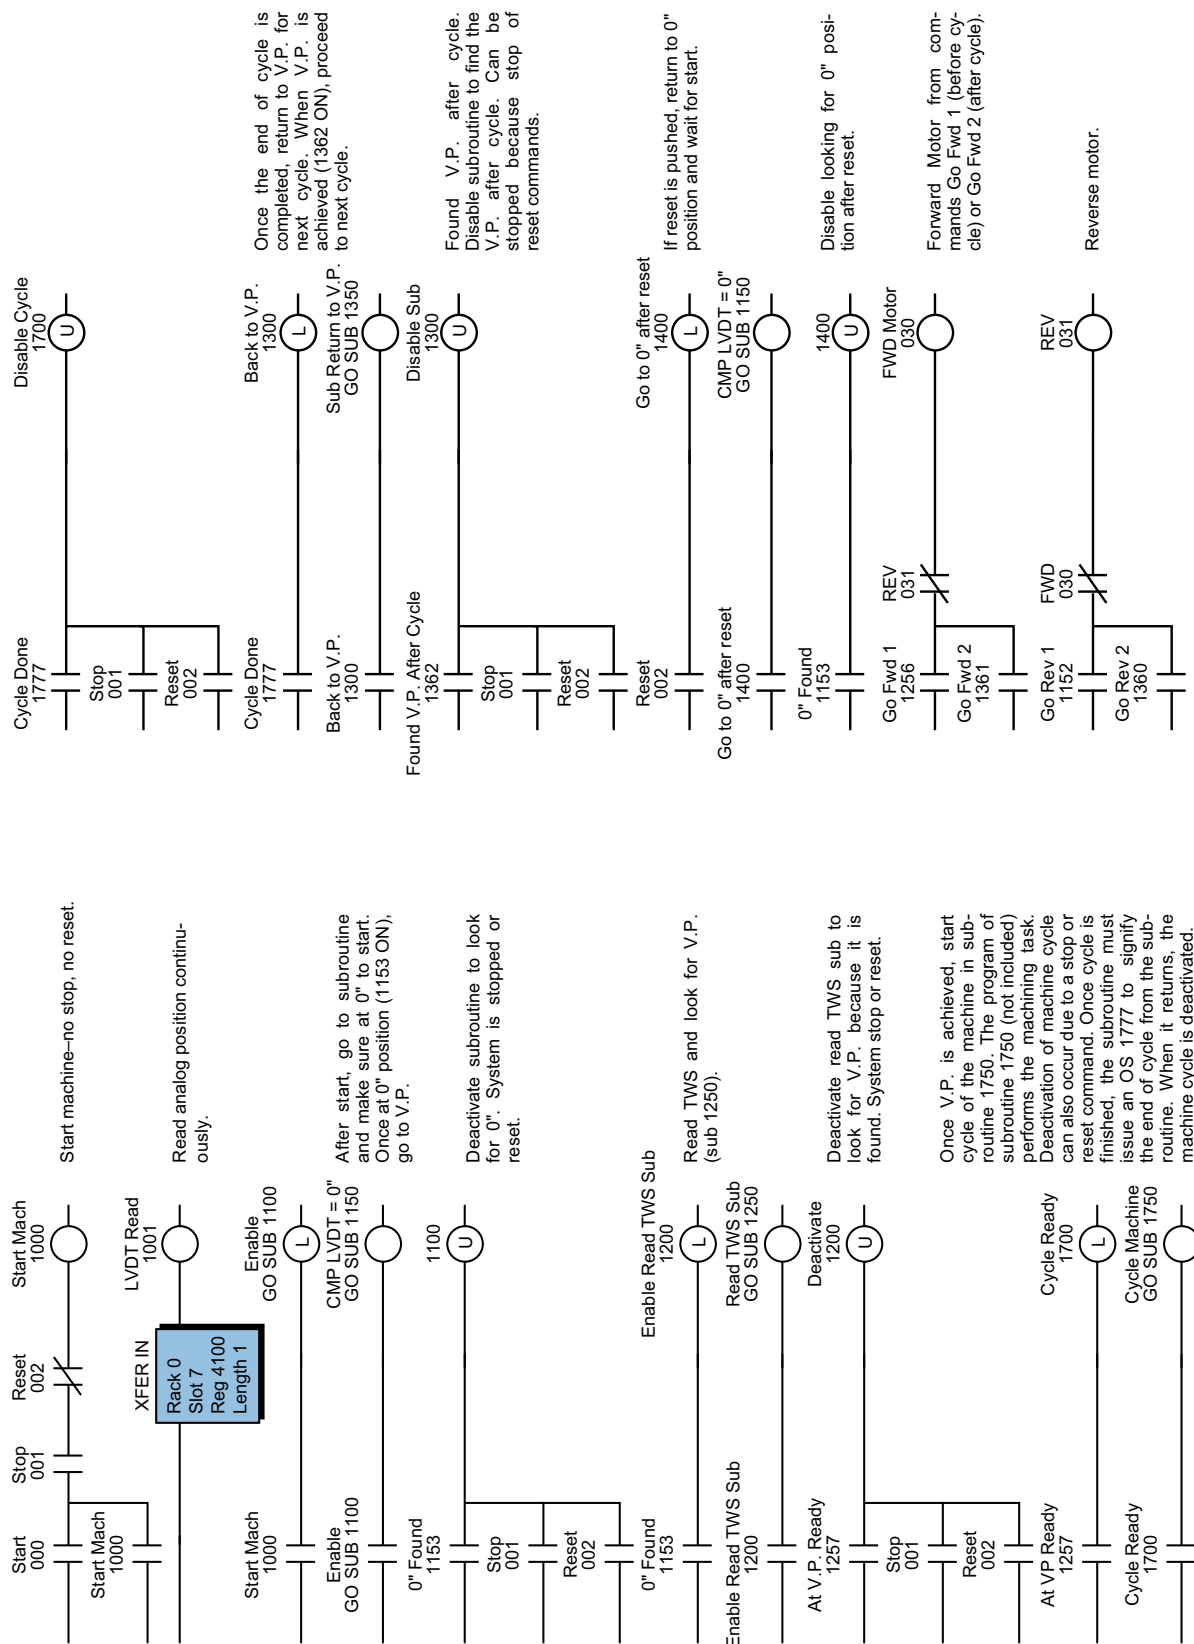 Start
000
Stop
001
Reset
002
Start Mach
1000
Start Mach
1000
Start machine–no stop, no reset.
XFER IN
Rack 0
Slot 7
Reg 4100
Length 1
LVDT Read
1001
Read analog position continu-
ously.
Start Mach
1000
Enable
GO SUB 1100
L
Enable
GO SUB 1100
CMP LVDT = 0"
GO SUB 1150
After start, go to subroutine
and make sure at 0" to start.
Once at 0" position (1153 ON),
go to V.P.
0" Found
1153
Stop
001
Reset
002
1100
U
Deactivate subroutine to look
for 0". System is stopped or
reset.
0" Found
1153
Enable Read TWS Sub
1200
L
Enable Read TWS Sub
1200
Read TWS Sub
GO SUB 1250
Read TWS and look for V.P.
(sub 1250).
At V.P. Ready
1257
Stop
001
Reset
002
Deactivate
1200
U
Deactivate read TWS sub to
look for V.P. because it is
found. System stop or reset.
At VP Ready
1257
Cycle Ready
1700
L
Cycle Ready
1700
Cycle Machine
GO SUB 1750
Once V.P. is achieved, start
cycle of the machine in sub-
routine 1750. The program of
subroutine 1750 (not included)
performs the machining task.
Deactivation of machine cycle
can also occur due to a stop or
reset command. Once cycle is
finished, the subroutine must
issue an OS 1777 to signify
the end of cycle from the sub-
routine. When it returns, the
machine cycle is deactivated.
Cycle Done
1777
Stop
001
Reset
002
Disable Cycle
1700
U
Cycle Done
1777
Back to V.P.
1300
L
Back to V.P.
1300
Sub Return to V.P.
GO SUB 1350
Once the end of cycle is
completed, return to V.P. for
next cycle. When V.P. is
achieved (1362 ON), proceed
to next cycle.
Found V.P. After Cycle
1362
Stop
001
Reset
002
Disable Sub
1300
U
Found V.P. after cycle.
Disable subroutine to find the
V.P. after cycle. Can be
stopped because stop of
reset commands.
Reset
002
Go to 0" after reset
1400
L
Go to 0" after reset
1400
CMP LVDT = 0"
GO SUB 1150
If reset is pushed, return to 0"
position and wait for start.
0" Found
1153
1400
U
Disable looking for 0" posi-
tion after reset.
Go Fwd 1
1256
Go Fwd 2
1361
REV
031
FWD Motor
030
Forward Motor from com-
mands Go Fwd 1 (before cy-
cle) or Go Fwd 2 (after cycle).
Go Rev 1
1152
Go Rev 2
1360
FWD
030
REV
031
Reverse motor.